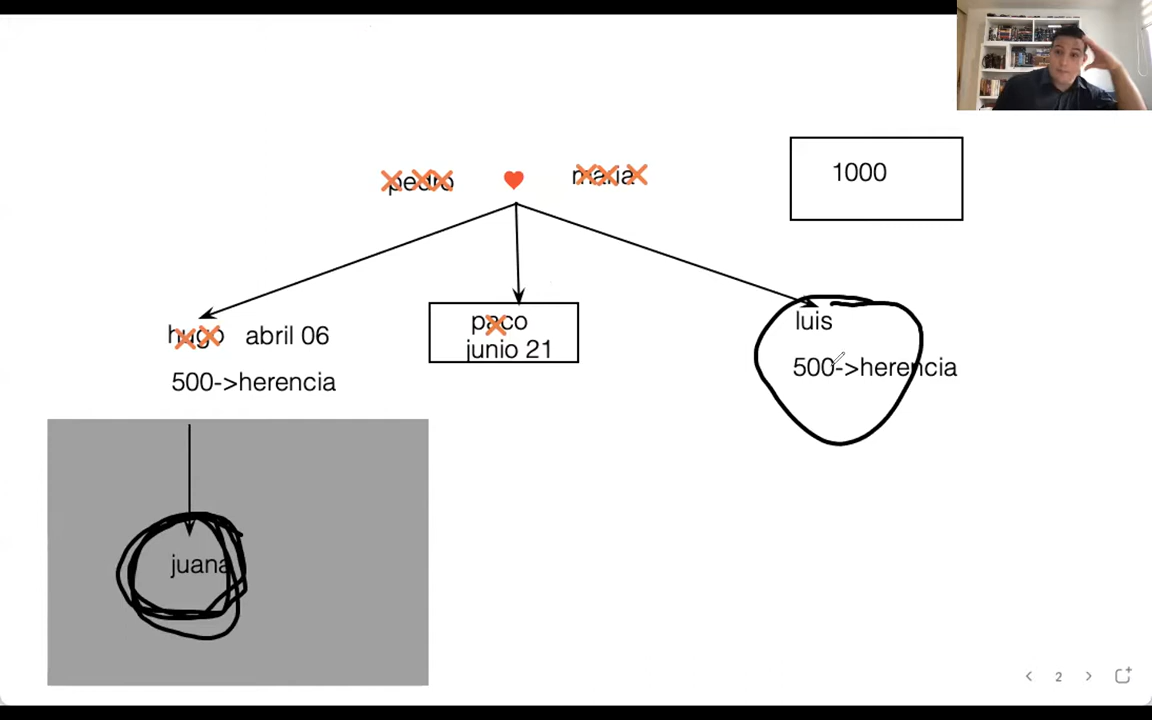 pedro
maria
1000
hugo abril 06
500->herencia
paco
junio 21
luis
500->herencia
juana
2